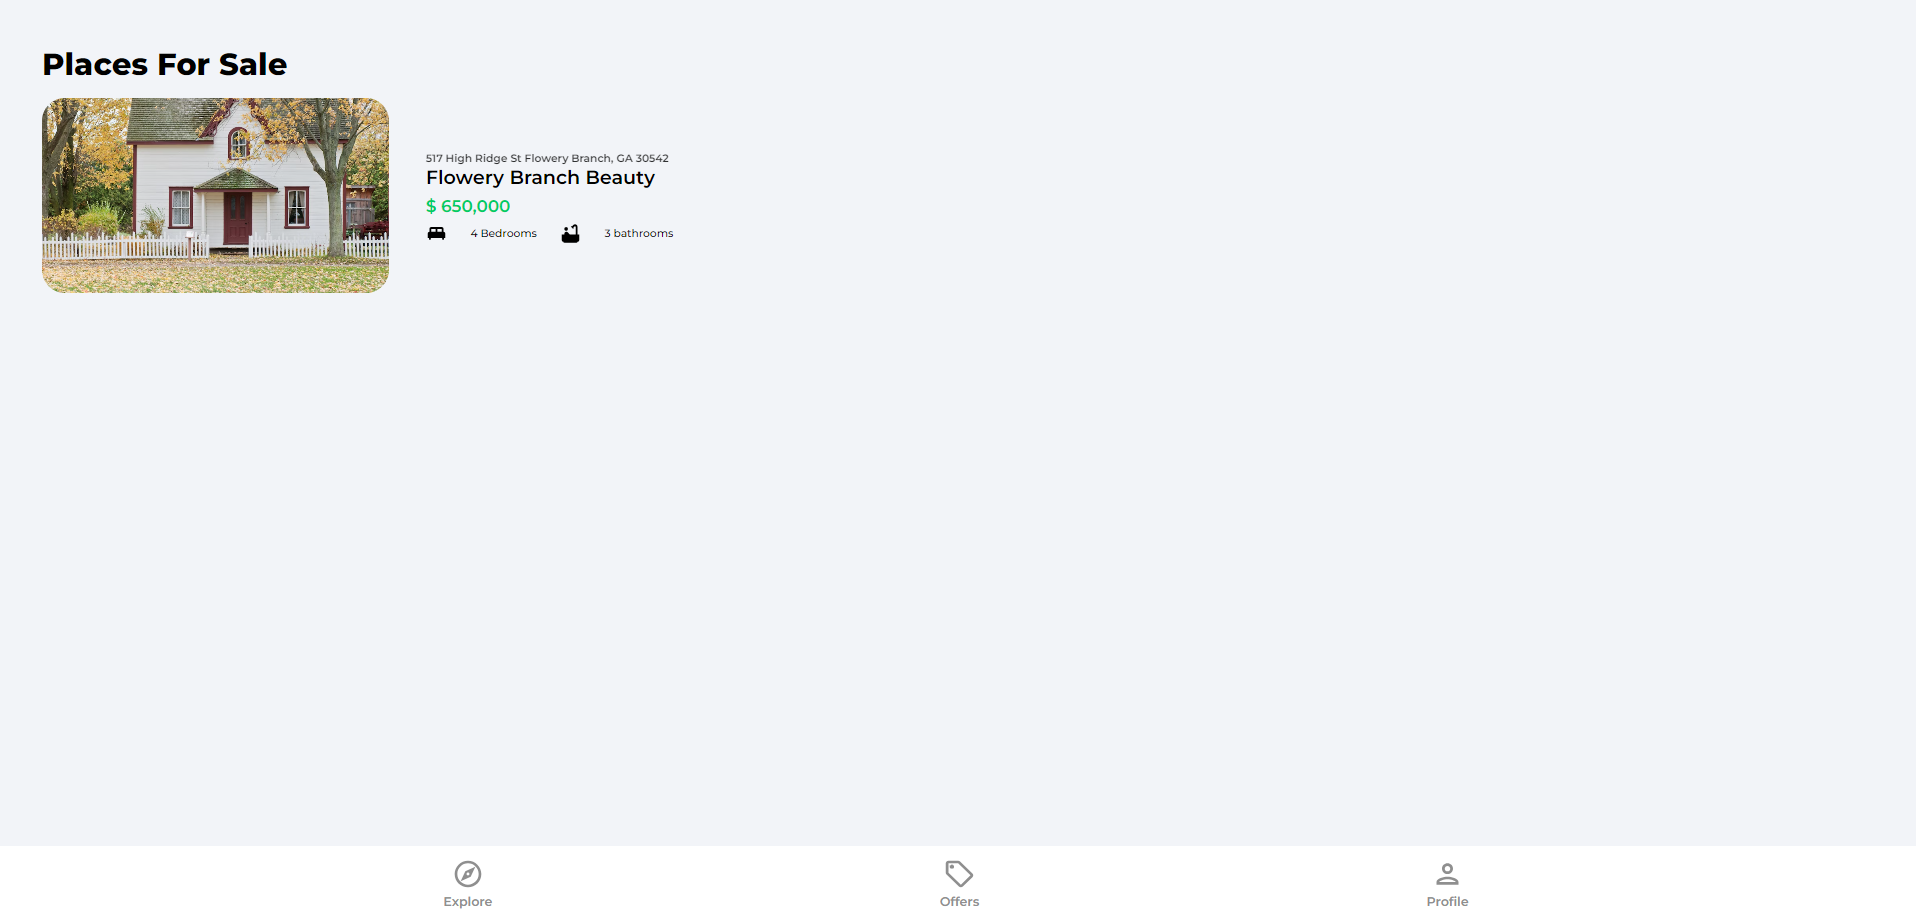 Places For Sale
517 High Ridge St Flowery Branch, GA 30542
Flowery Branch Beauty
$ 650,000
4 Bedrooms 3 bathrooms
Explore Offers Profile